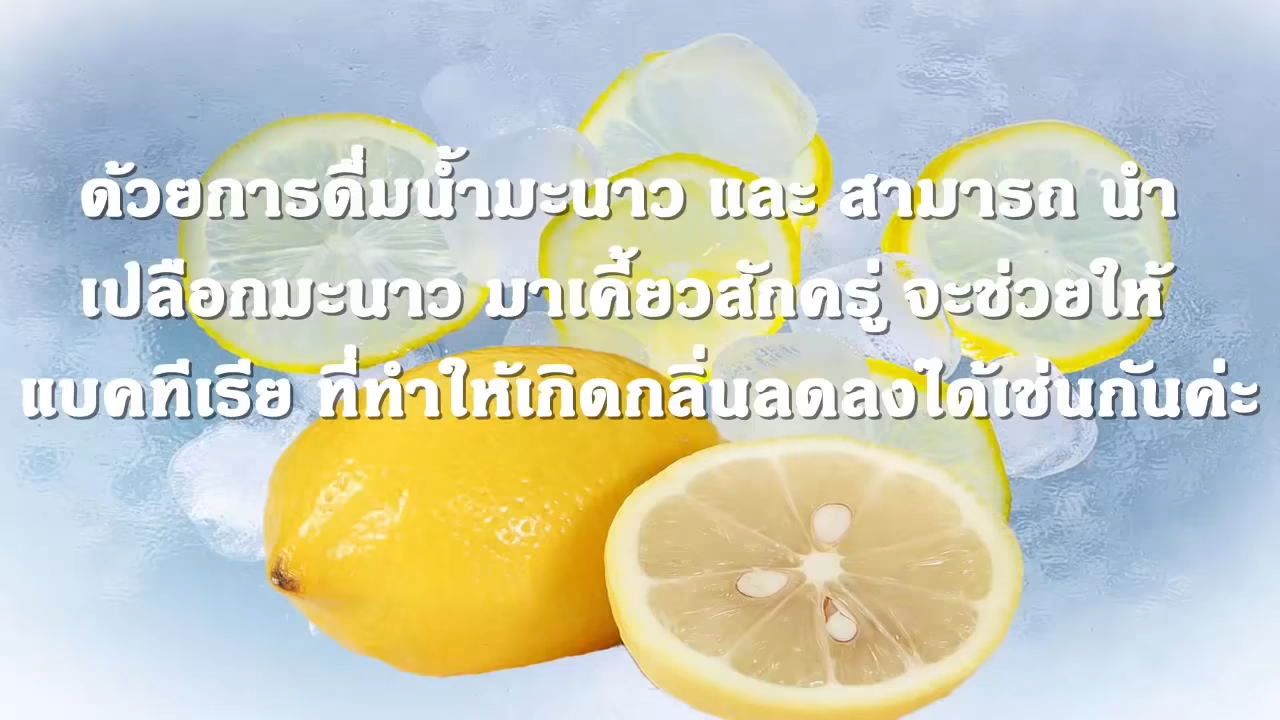 ด้วยการดื่มน้ำมะนาว และ สามารถ นำ
เปลือกมะนาว มาเคี้ยวสักครู่ จะช่วยให้
แบคทีเรีย ที่ทำให้เกิดกลิ่นลดลงได้เช่นกันค่ะ